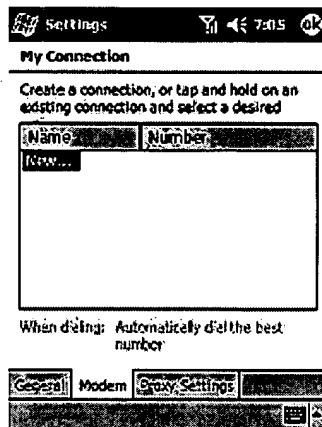 Settings 7:05 ok
My Connection
Create a connection, or tap and hold on an
existing connection and select a desired
Name Number
New...
When dialing: Automatically dial the best
number
General Modem Proxy Settings